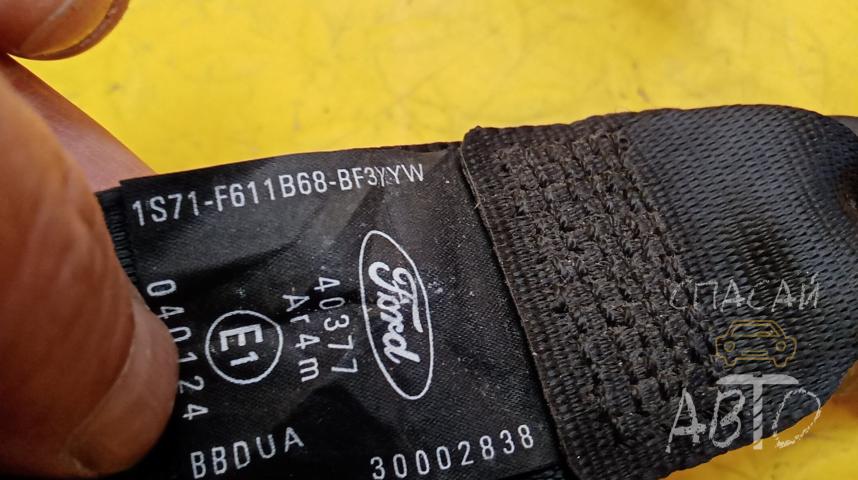 1S71-F611B68-BF3YYW
Ford
40377
Ar4m
E1
040124
BBDUA
30002838
СПАСАЙ
АВТО